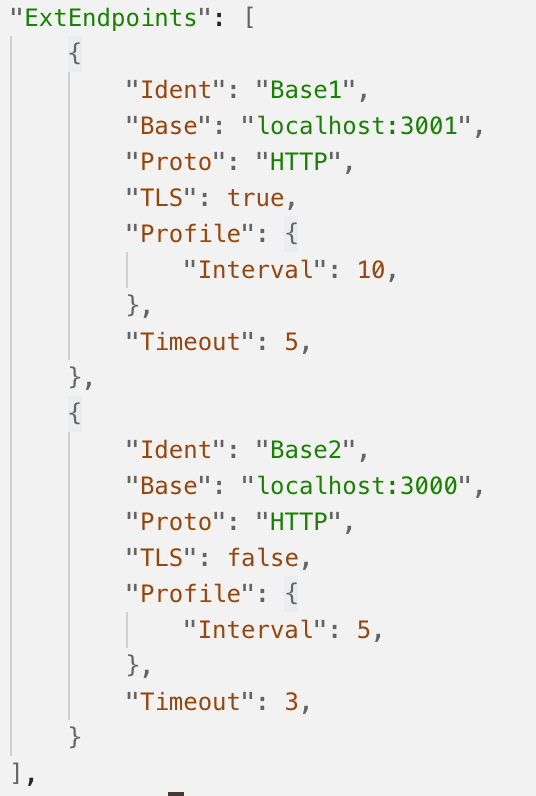 "ExtEndpoints": [
{
"Ident": "Base1",
"Base": "localhost:3001",
"Proto": "HTTP",
"TLS": true,
"Profile": {
"Interval": 10,
},
"Timeout": 5,
},
{
"Ident": "Base2",
"Base": "localhost:3000",
"Proto": "HTTP",
"TLS": false,
"Profile": {
"Interval": 5,
},
"Timeout": 3,
}
],